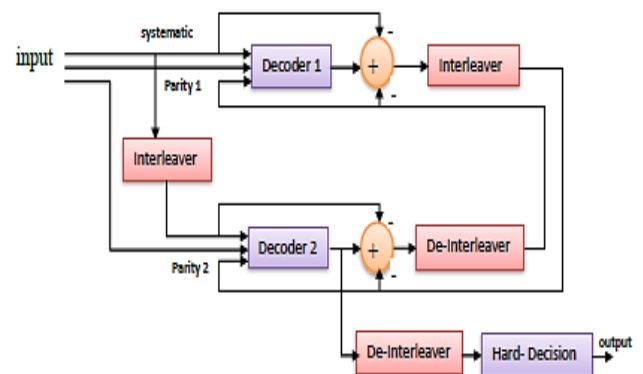 systematic
-
input
Decoder 1
+
Interleaver
Parity 1
-
Interleaver
-
Decoder 2
+
De-Interleaver
Parity 2
-
De-Interleaver
Hard- Decision
output